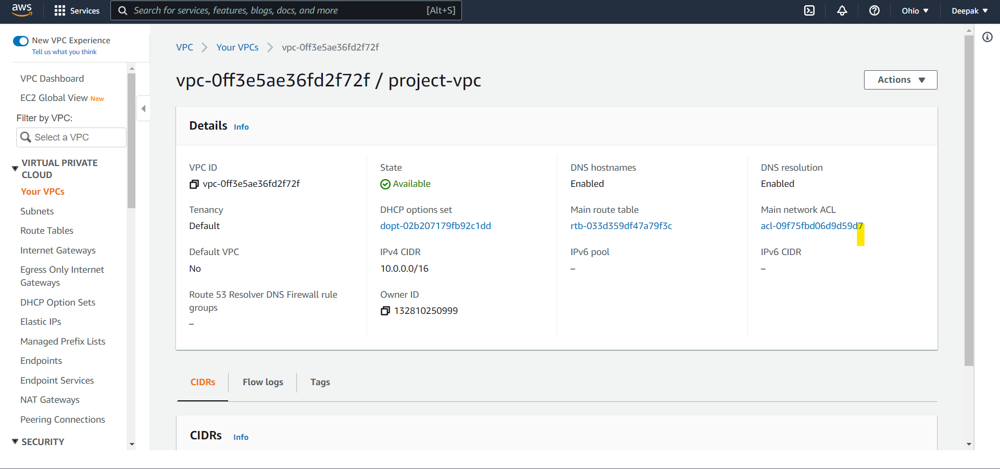 aws
Services
Search for services, features, blogs, docs, and more [Alt+S]
Ohio
Deepak
New VPC Experience
Tell us what you think
VPC Dashboard
EC2 Global View New
Filter by VPC:
Select a VPC
VIRTUAL PRIVATE
CLOUD
Your VPCs
Subnets
Route Tables
Internet Gateways
Egress Only Internet
Gateways
DHCP Option Sets
Elastic IPs
Managed Prefix Lists
Endpoints
Endpoint Services
NAT Gateways
Peering Connections
SECURITY
VPC > Your VPCs > vpc-0ff3e5ae36fd2f72f
vpc-0ff3e5ae36fd2f72f / project-vpc
Actions
Details Info
VPC ID
vpc-0ff3e5ae36fd2f72f
State
Available
DNS hostnames
Enabled
DNS resolution
Enabled
Tenancy
Default
DHCP options set
dopt-02b207179fb92c1dd
Main route table
rtb-033d359df47a79f3c
Main network ACL
acl-09f75fbd06d9d59d7
Default VPC
No
IPv4 CIDR
10.0.0.0/16
IPv6 pool
–
IPv6 CIDR
–
Route 53 Resolver DNS Firewall rule
groups
–
Owner ID
132810250999
CIDRs
Flow logs
Tags
CIDRs Info